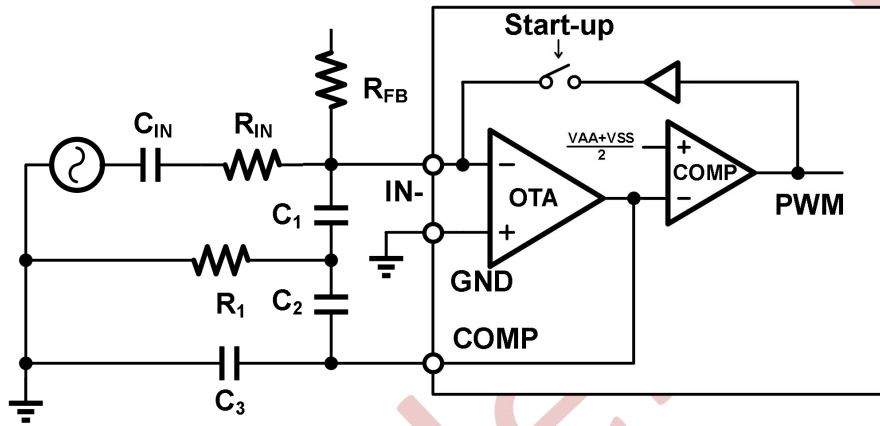 Start-up
R_FB
C_IN
R_IN
VAA+VSS
2
+
COMP
−
−
OTA
+
IN-
C_1
PWM
GND
R_1
C_2
COMP
C_3